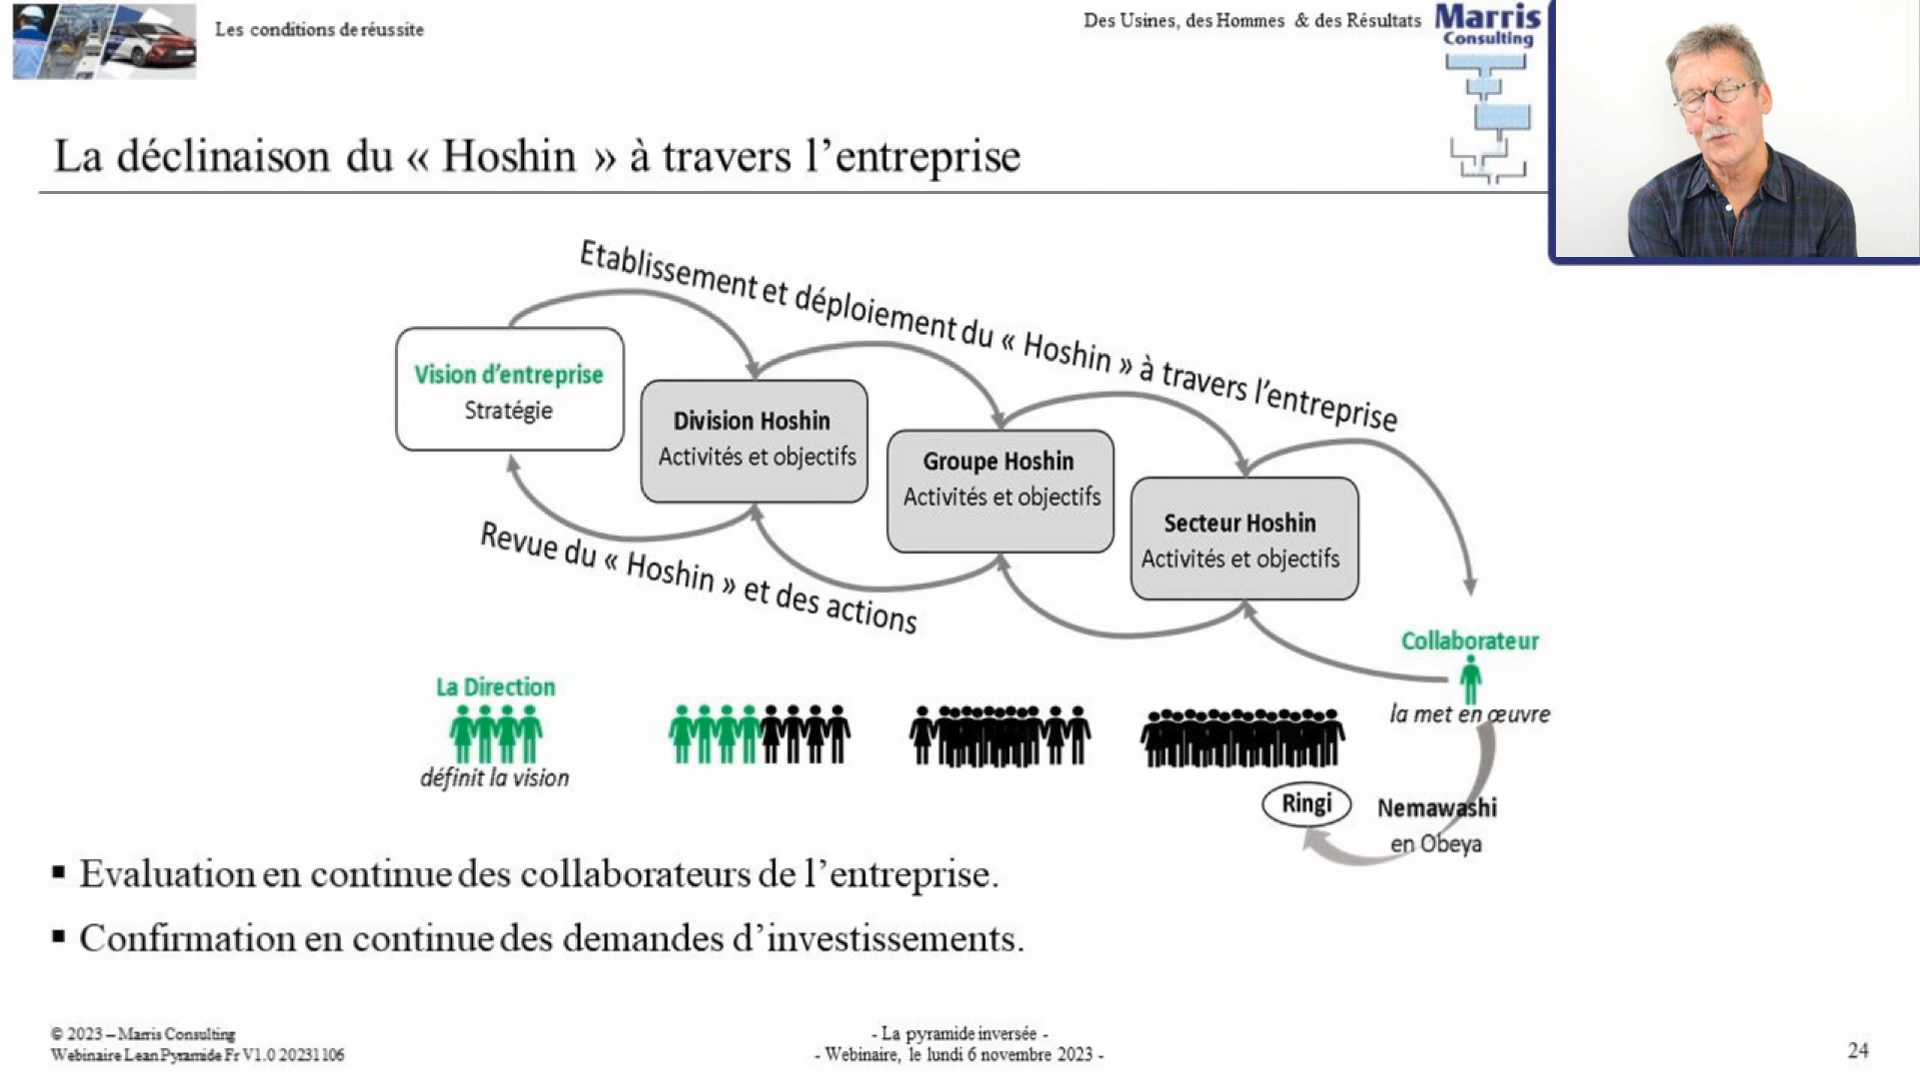 Les conditions de réussite
Des Usines, des Hommes & des Résultats
Marris
Consulting
La déclinaison du « Hoshin » à travers l’entreprise
Etablissement et déploiement du « Hoshin » à travers l’entreprise
Vision d’entreprise
Stratégie
Division Hoshin
Activités et objectifs
Groupe Hoshin
Activités et objectifs
Secteur Hoshin
Activités et objectifs
Revue du « Hoshin » et des actions
Collaborateur
la met en œuvre
La Direction
définit la vision
Ringi
Nemawashi
en Obeya
▪ Evaluation en continue des collaborateurs de l’entreprise.
▪ Confirmation en continue des demandes d’investissements.
© 2023 – Marris Consulting
Webinaire Lean Pyramide Fr V1.0 20231106
- La pyramide inversée -
- Webinaire, le lundi 6 novembre 2023 -
24